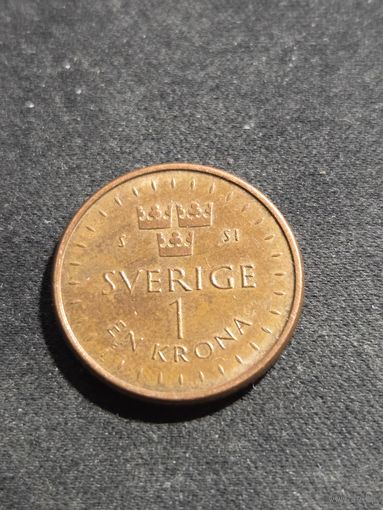 S SI
SVERIGE
1
EN KRONA